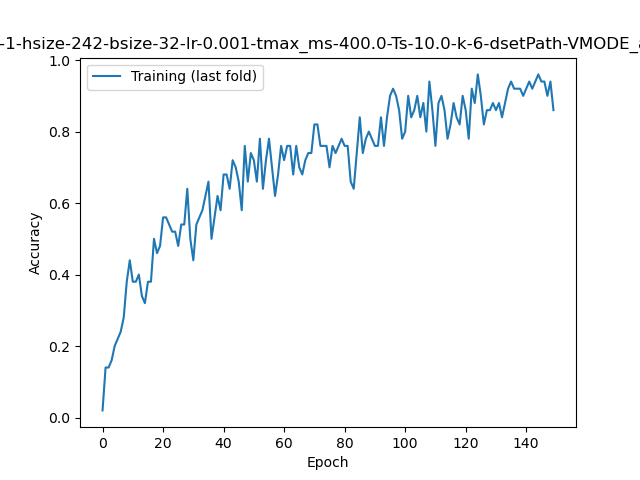 -1-hsize-242-bsize-32-lr-0.001-tmax_ms-400.0-Ts-10.0-k-6-dsetPath-VMODE_
Training (last fold)
1.0
0.8
0.6
0.4
0.2
0.0
Accuracy
0 20 40 60 80 100 120 140
Epoch